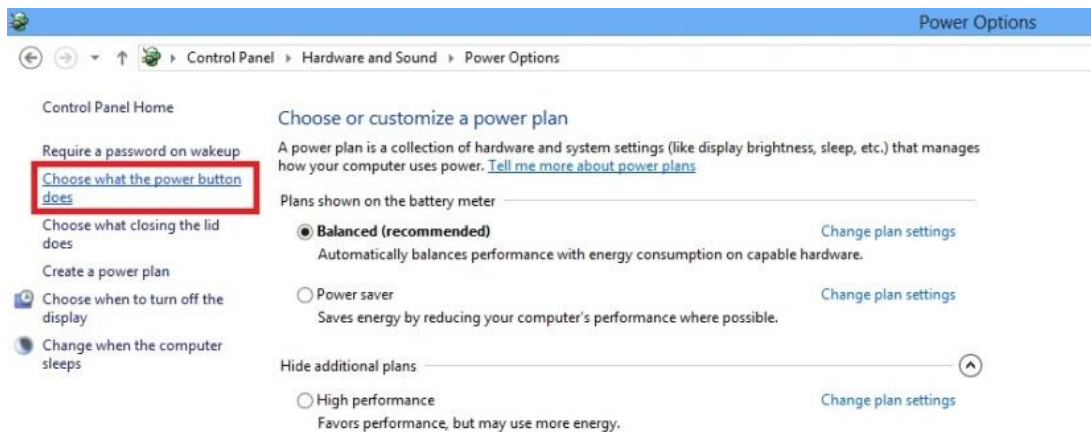 Power Options
Control Panel Hardware and Sound Power Options
Control Panel Home
Require a password on wakeup
Choose what the power button
does
Choose what closing the lid
does
Create a power plan
Choose when to turn off the
display
Change when the computer
sleeps
Choose or customize a power plan
A power plan is a collection of hardware and system settings (like display brightness, sleep, etc.) that manages
how your computer uses power. Tell me more about power plans
Plans shown on the battery meter
Balanced (recommended) Change plan settings
Automatically balances performance with energy consumption on capable hardware.
Power saver Change plan settings
Saves energy by reducing your computer's performance where possible.
Hide additional plans
High performance Change plan settings
Favors performance, but may use more energy.